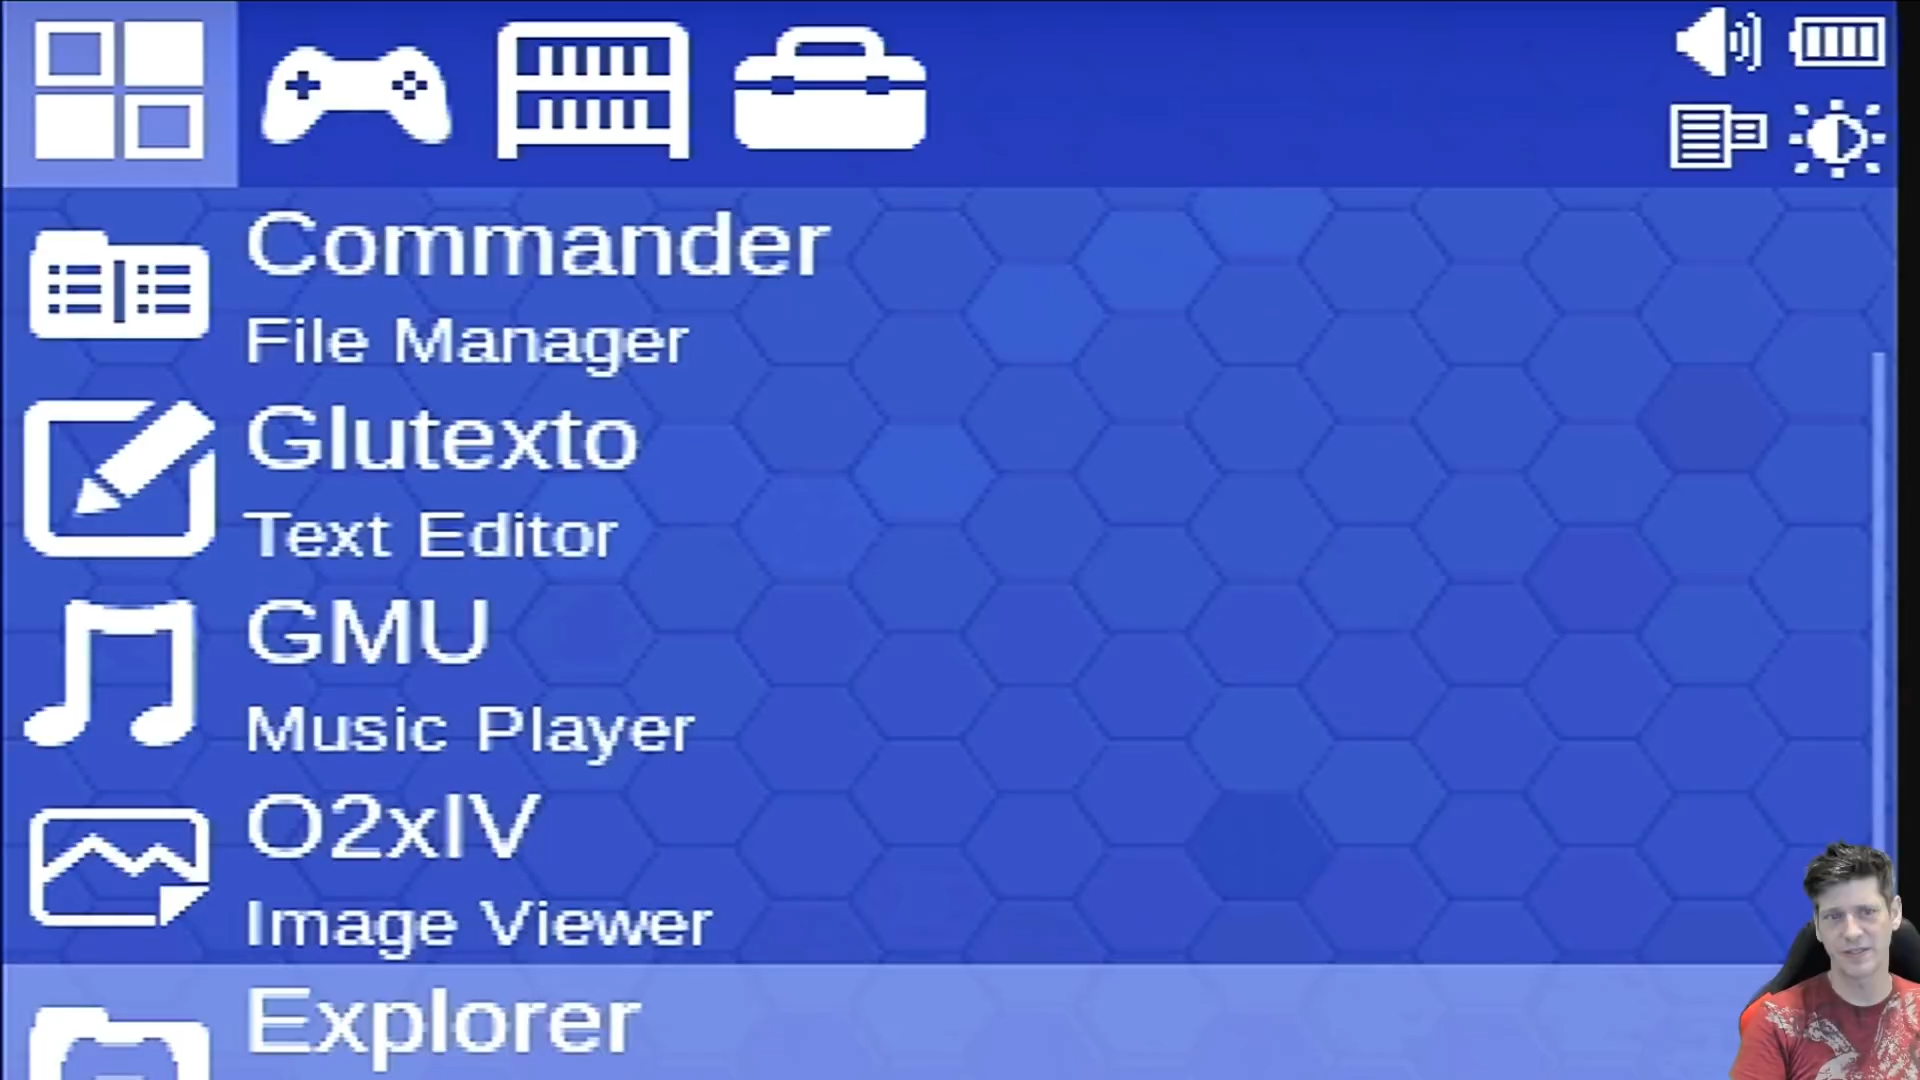 Commander
File Manager
Glutexto
Text Editor
GMU
Music Player
O2xIV
Image Viewer
Explorer